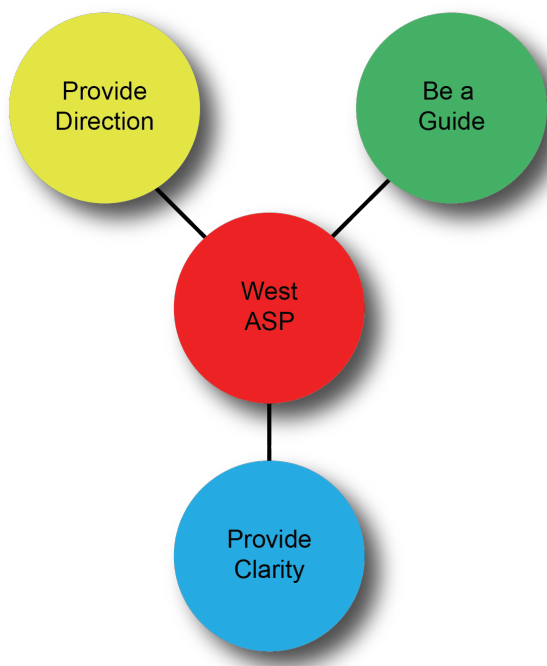 Provide
Direction
Be a
Guide
West
ASP
Provide
Clarity